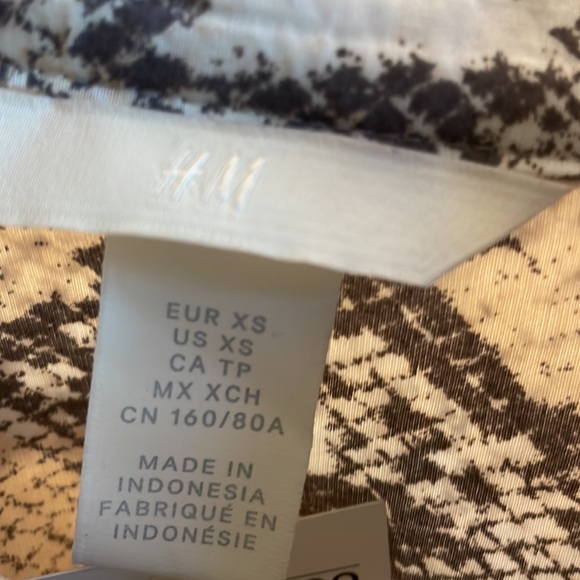 H&M
EUR XS
US XS
CA TP
MX XCH
CN 160/80A
MADE IN
INDONESIA
FABRIQUÉ EN
INDONÉSIE